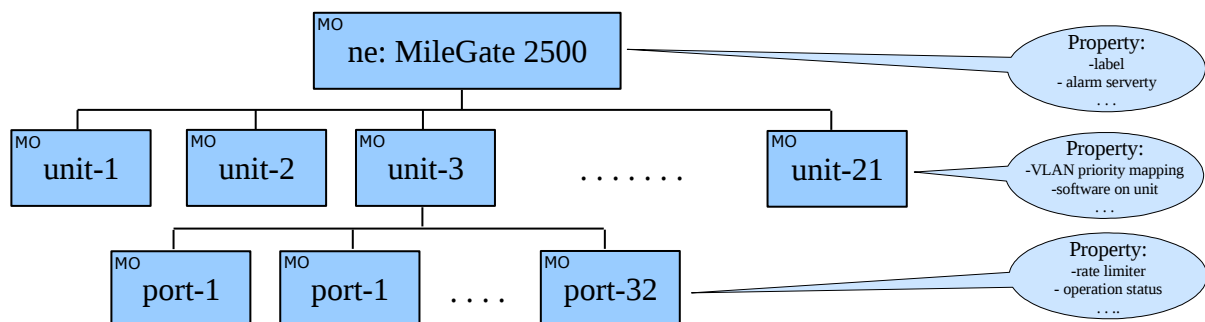 MO
ne: MileGate 2500
Property:
-label
- alarm serverty
. . .
MO
unit-1
MO
unit-2
MO
unit-3
. . . . . . .
MO
unit-21
Property:
-VLAN priority mapping
-software on unit
. . .
MO
port-1
MO
port-1
. . . .
MO
port-32
Property:
-rate limiter
- operation status
. . ..